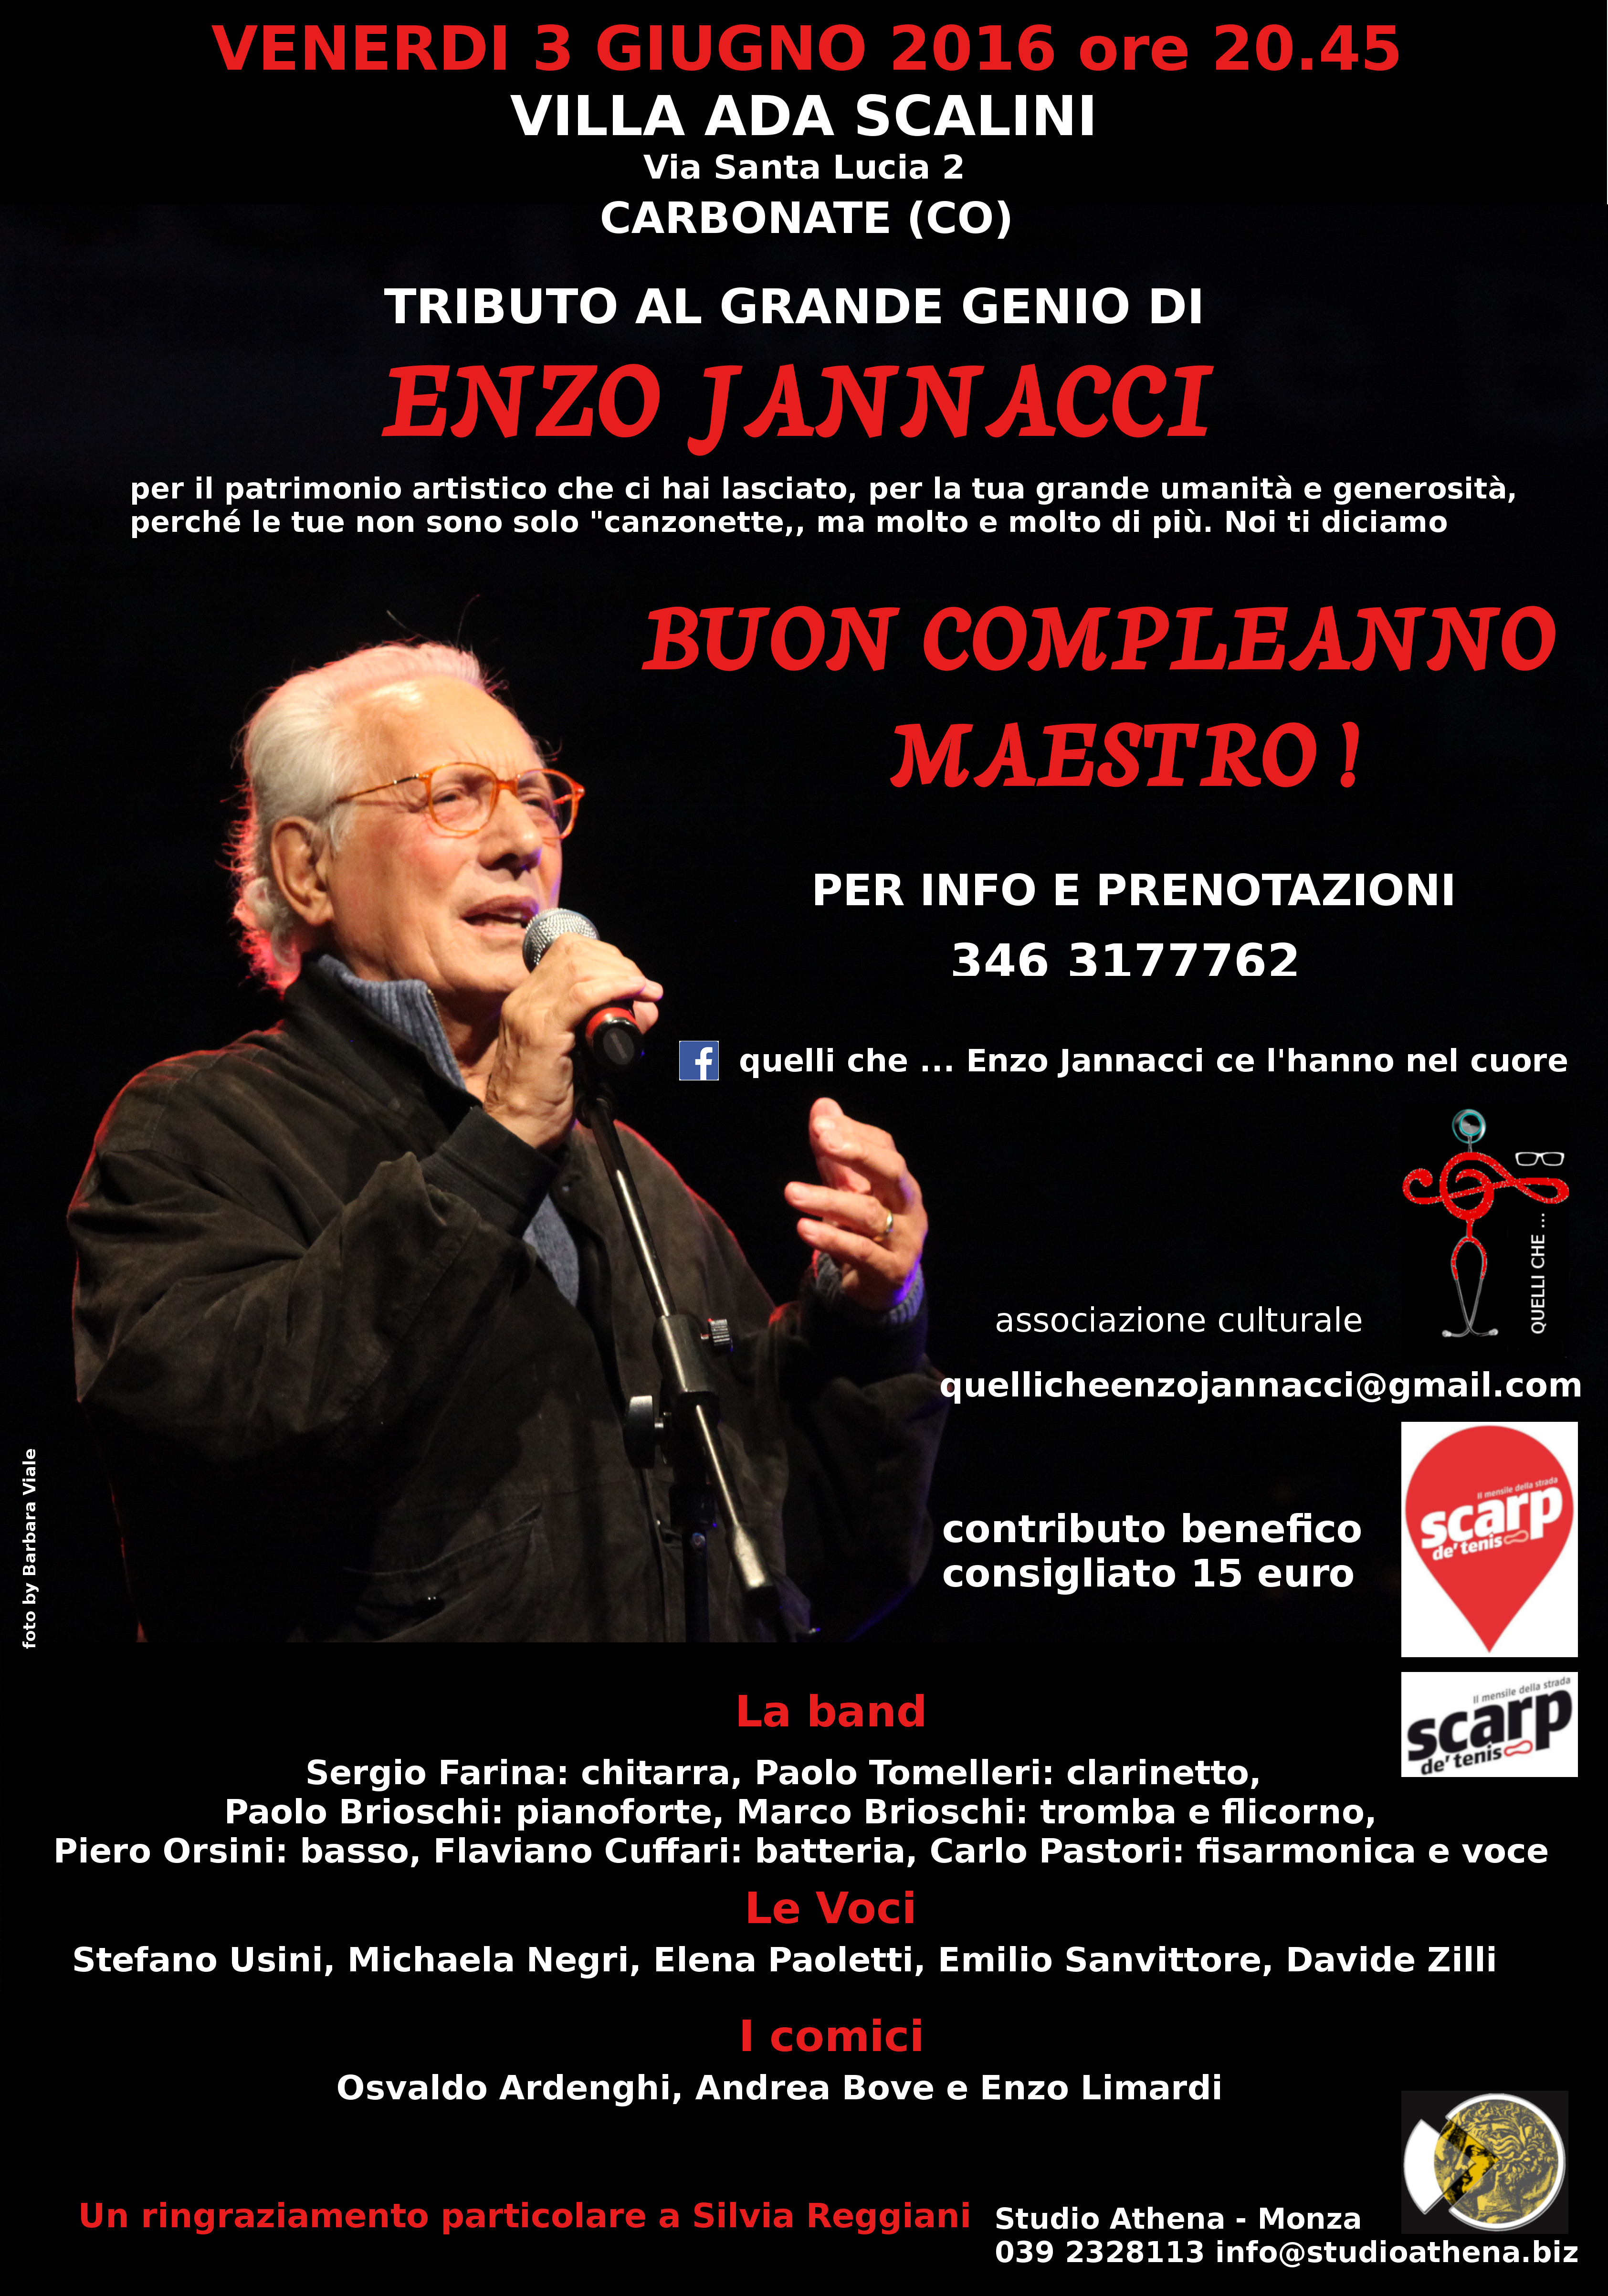 VENERDI 3 GIUGNO 2016 ore 20.45
VILLA ADA SCALINI
Via Santa Lucia 2
CARBONATE (CO)
TRIBUTO AL GRANDE GENIO DI
ENZO JANNACCI
per il patrimonio artistico che ci hai lasciato, per la tua grande umanità e generosità,
perché le tue non sono solo "canzonette,, ma molto e molto di più. Noi ti diciamo
BUON COMPLEANNO
MAESTRO !
PER INFO E PRENOTAZIONI
346 3177762
f quelli che ... Enzo Jannacci ce l'hanno nel cuore
QUELLI CHE ...
associazione culturale
quellicheenzojannacci@gmail.com
Il mensile della strada
scarp
de' tenis
contributo benefico
consigliato 15 euro
foto by Barbara Viale
Il mensile della strada
scarp
de' tenis
La band
Sergio Farina: chitarra, Paolo Tomelleri: clarinetto,
Paolo Brioschi: pianoforte, Marco Brioschi: tromba e flicorno,
Piero Orsini: basso, Flaviano Cuffari: batteria, Carlo Pastori: fisarmonica e voce
Le Voci
Stefano Usini, Michaela Negri, Elena Paoletti, Emilio Sanvittore, Davide Zilli
I comici
Osvaldo Ardenghi, Andrea Bove e Enzo Limardi
Un ringraziamento particolare a Silvia Reggiani
Studio Athena - Monza
039 2328113 info@studioathena.biz